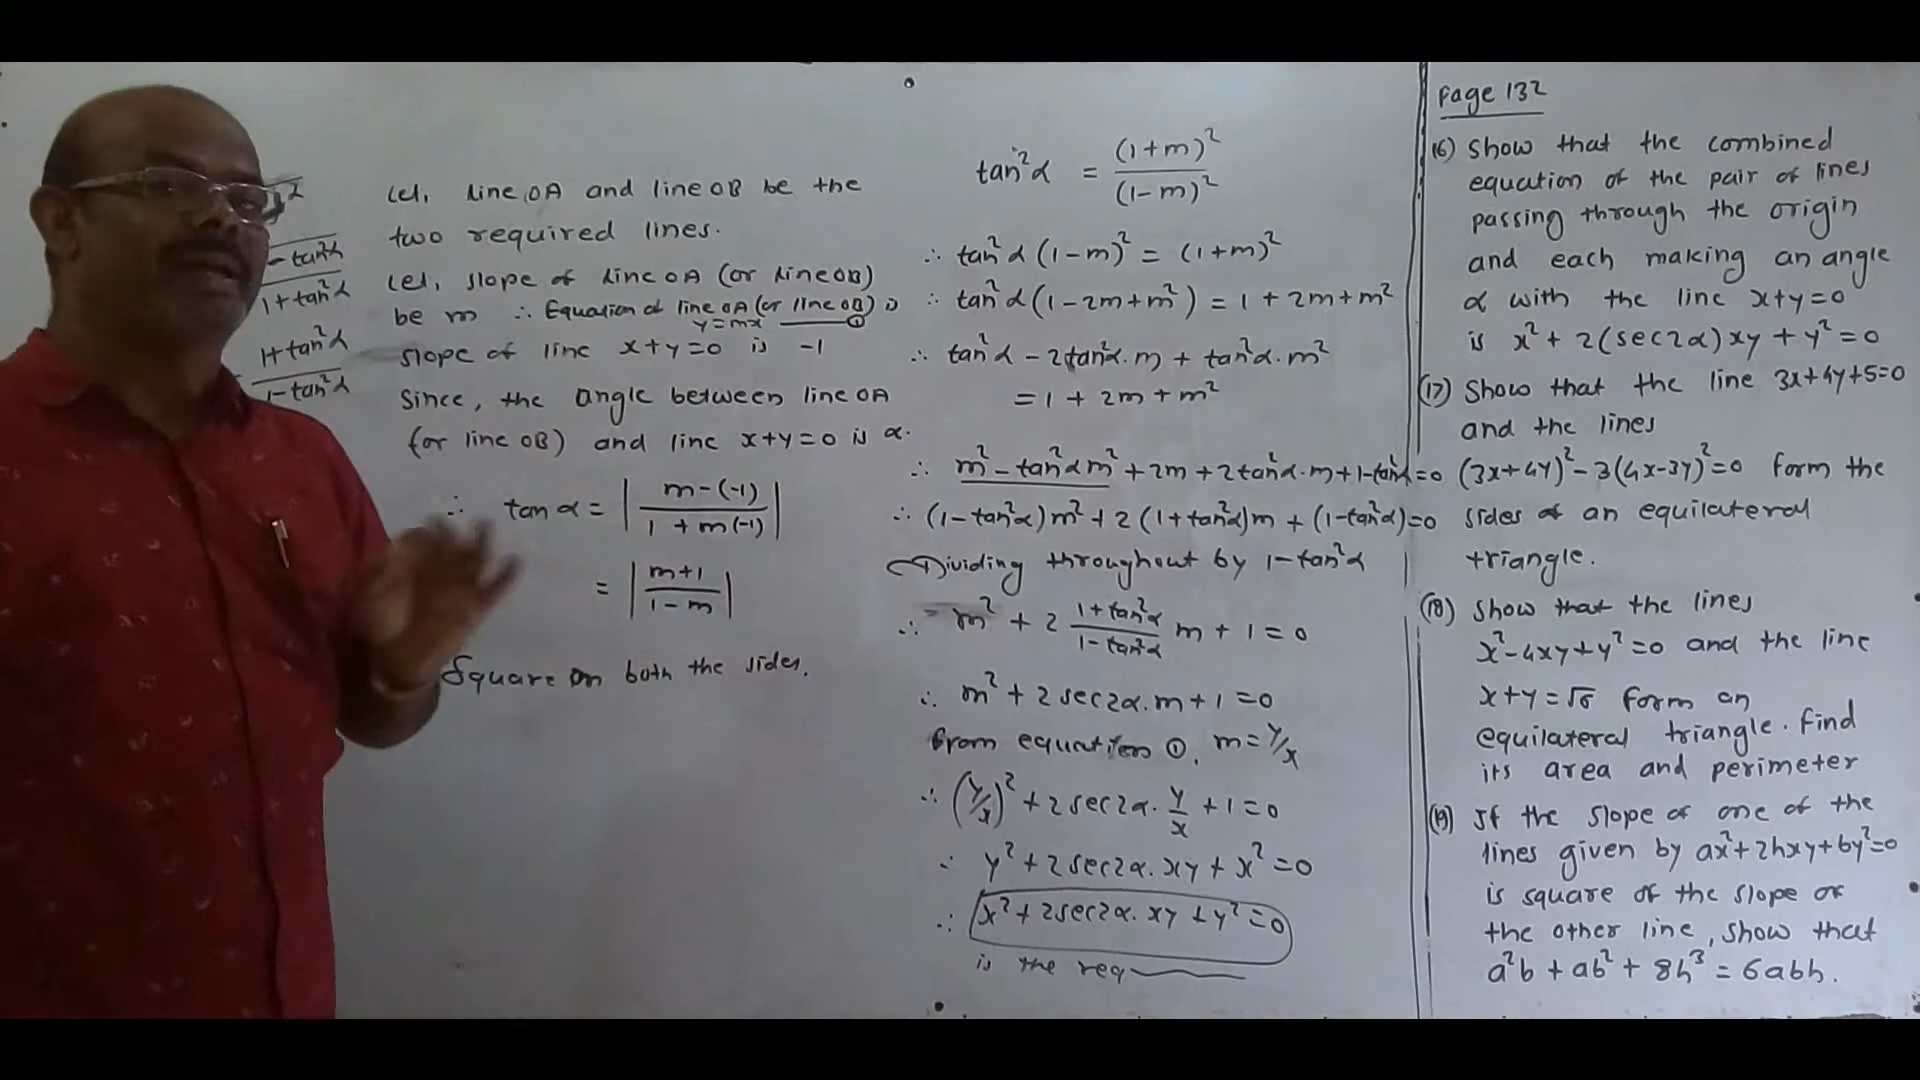 α
- tan²α
1 + tan²α
1 + tan²α
1 - tan²α
Let, line OA and line OB be the
two required lines.
Let, slope of line OA (or line OB)
be m ∴ Equation of line OA (or line OB) is
y = mx ——— ①
slope of line x+y=0 is -1
Since, the angle between line OA
(or line OB) and line x+y=0 is α.
∴ tan α = | m-(-1) / 1 + m(-1) |
= | m+1 / 1-m |
Square on both the sides.
tan²α = (1+m)² / (1-m)²
∴ tan²α (1-m)² = (1+m)²
∴ tan²α (1-2m+m²) = 1 + 2m + m²
∴ tan²α - 2tan²α.m + tan²α.m²
= 1 + 2m + m²
∴ m² - tan²α m² + 2m + 2tan²α.m + 1 - tan²α = 0
∴ (1-tan²α)m² + 2(1+tan²α)m + (1-tan²α) = 0
Dividing throughout by 1-tan²α
∴ m² + 2 1+tan²α / 1-tan²α m + 1 = 0
∴ m² + 2 sec2α.m + 1 = 0
from equation ①, m = y/x
∴ (y/x)² + 2 sec2α. y/x + 1 = 0
∴ y² + 2 sec2α. xy + x² = 0
∴ x² + 2sec2α. xy + y² = 0
is the req
Page 132
16) Show that the combined
equation of the pair of lines
passing through the origin
and each making an angle
α with the line x+y=0
is x² + 2(sec2α)xy + y² = 0
(17) Show that the line 3x+4y+5=0
and the lines
(3x+4y)² - 3(4x-3y)² = 0 form the
sides of an equilateral
triangle.
(18) Show that the lines
x²-4xy+y²=0 and the line
x+y=√6 form an
equilateral triangle. Find
its area and perimeter
(19) If the slope of one of the
lines given by ax²+2hxy+by²=0
is square of the slope of
the other line, show that
a²b + ab² + 8h³ = 6abh.